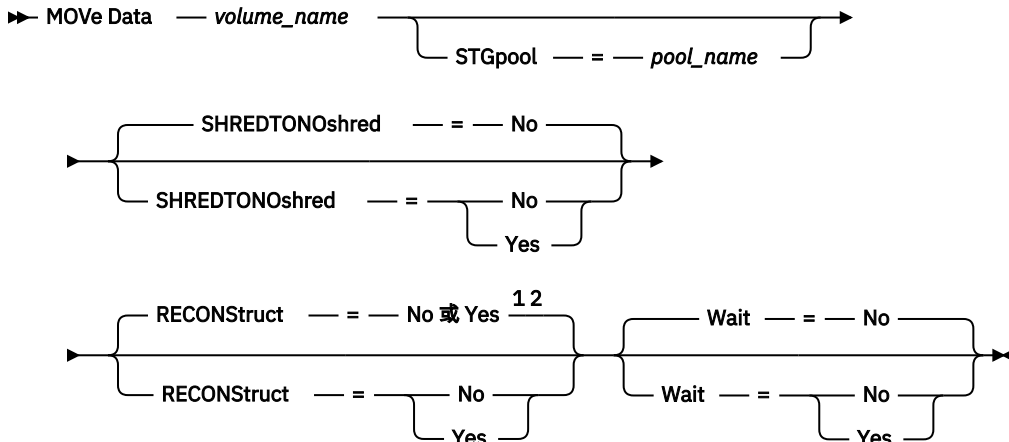 MOVe Data — volume_name
STGpool — = — pool_name
SHREDTONOshred — = — No
SHREDTONOshred — = — No
Yes
RECONStruct — = — No 或 Yes 1 2
Wait — = — No
RECONStruct — = — No
Yes
Wait — = — No
Yes